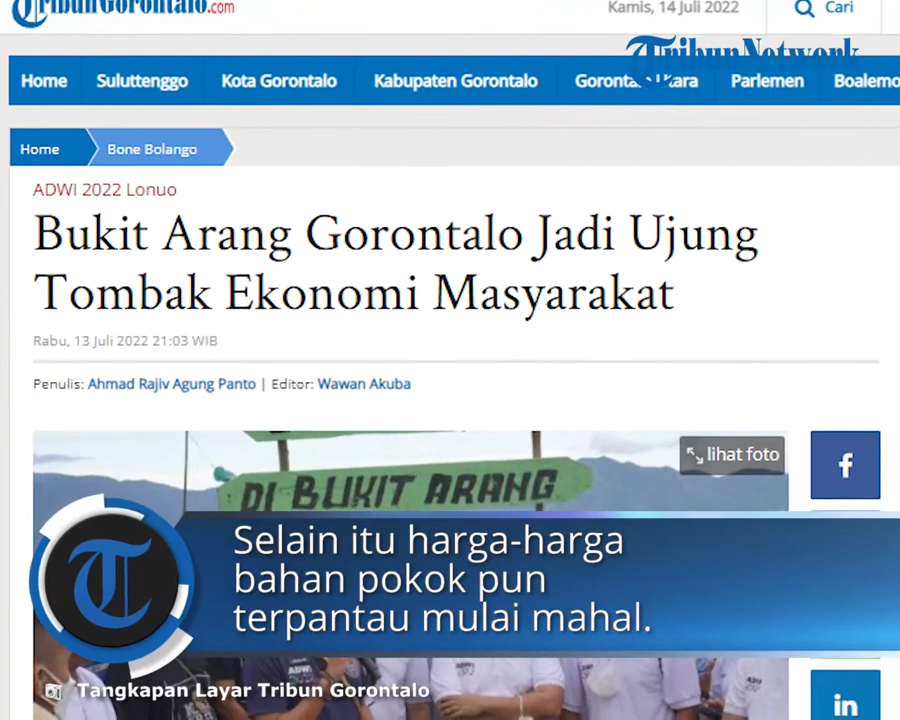 TribunGorontalo.com
Kamis, 14 Juli 2022
Cari
TribunNetwork
Home Suluttenggo Kota Gorontalo Kabupaten Gorontalo Gorontalo Utara Parlemen Boalemo
Home Bone Bolango
ADWI 2022 Lonuo
Bukit Arang Gorontalo Jadi Ujung
Tombak Ekonomi Masyarakat
Rabu, 13 Juli 2022 21:03 WIB
Penulis: Ahmad Rajiv Agung Panto | Editor: Wawan Akuba
lihat foto
DI BUKIT ARANG
Selain itu harga-harga
bahan pokok pun
terpantau mulai mahal.
Tangkapan Layar Tribun Gorontalo